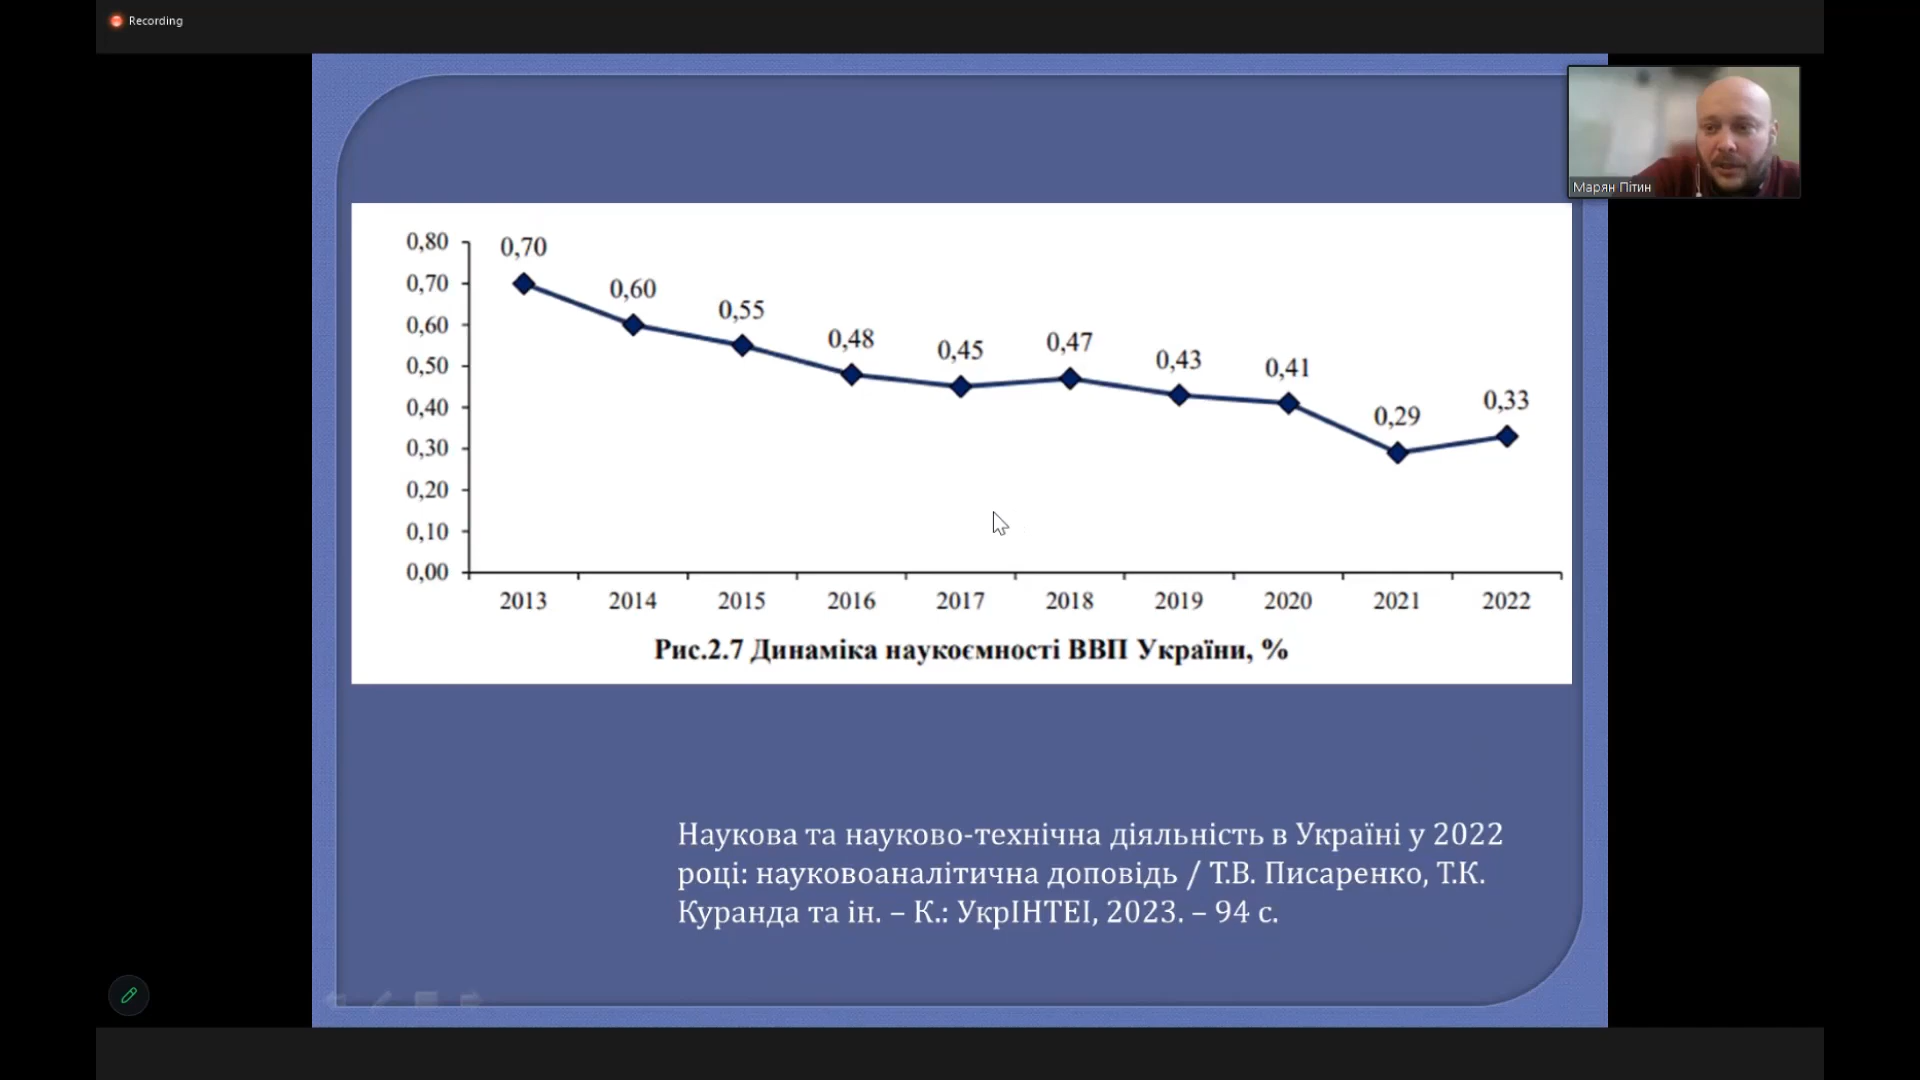 Recording
Марян Пітин
0,80
0,70
0,60
0,50
0,40
0,30
0,20
0,10
0,00
0,70
0,60
0,55
0,48
0,45
0,47
0,43
0,41
0,29
0,33
2013 2014 2015 2016 2017 2018 2019 2020 2021 2022
Рис.2.7 Динаміка наукоємності ВВП України, %
Наукова та науково-технічна діяльність в Україні у 2022
році: науковоаналітична доповідь / Т.В. Писаренко, Т.К.
Куранда та ін. – К.: УкрІНТЕІ, 2023. – 94 с.